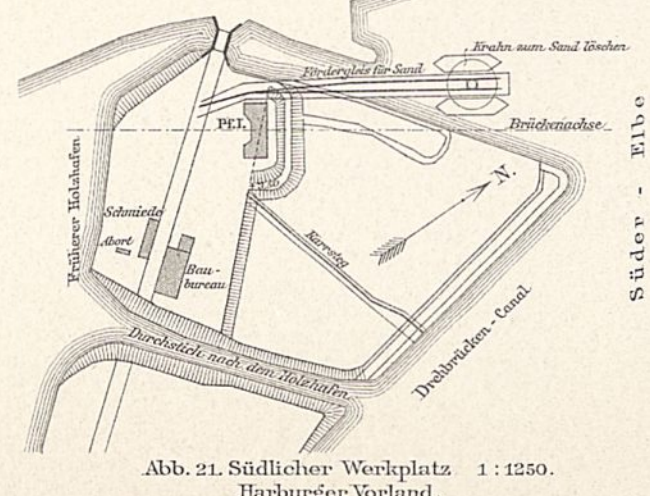 Krahn zum Sand löschen
Fördergleis für Sand
Pf.I.
Brückenachse
Süder - Elbe
Früherer Holzhafen.
N.
Schmiede
Abort
Karrsteg
Bau-
bureau
Drehbrücken - Canal
Durchstich nach dem Holzhafen
Abb. 21. Südlicher Werkplatz 1 : 1250.
Harburger Vorland.